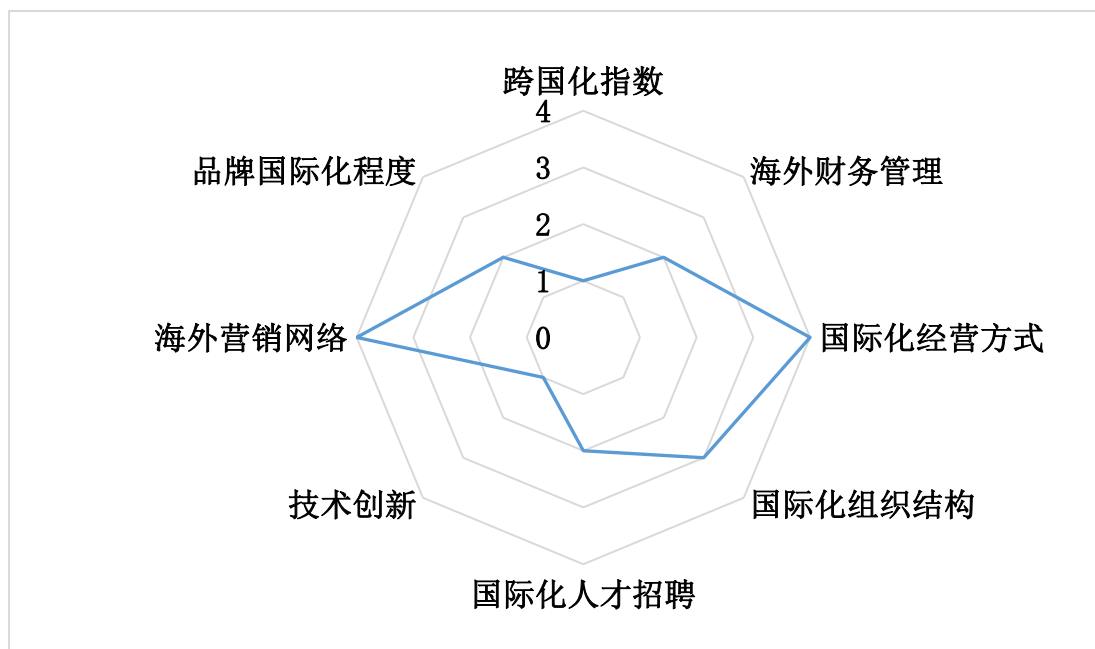 跨国化指数
4
品牌国际化程度
3
海外财务管理
2
1
海外营销网络
0
国际化经营方式
技术创新
国际化组织结构
国际化人才招聘